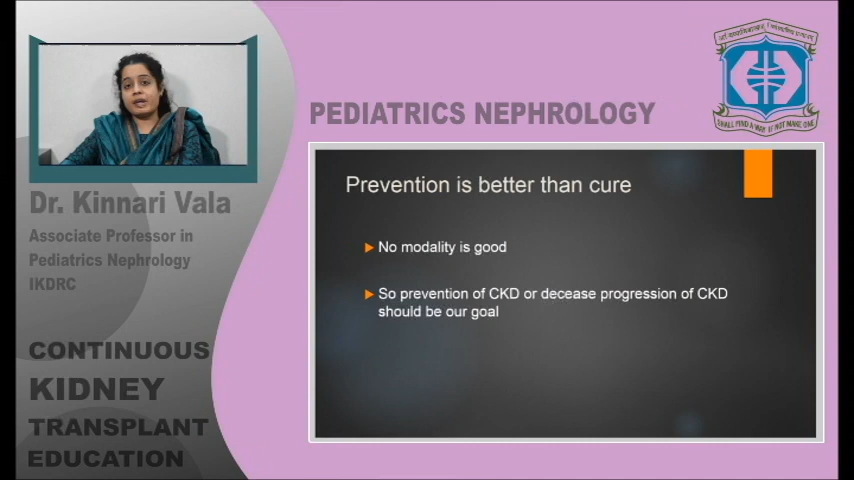 PEDIATRICS NEPHROLOGY
SHALL FIND A WAY IF NOT MAKE ONE
Dr. Kinnari Vala
Associate Professor in
Pediatrics Nephrology
IKDRC
CONTINUOUS
KIDNEY
TRANSPLANT
EDUCATION
Prevention is better than cure
No modality is good
So prevention of CKD or decease progression of CKD
should be our goal